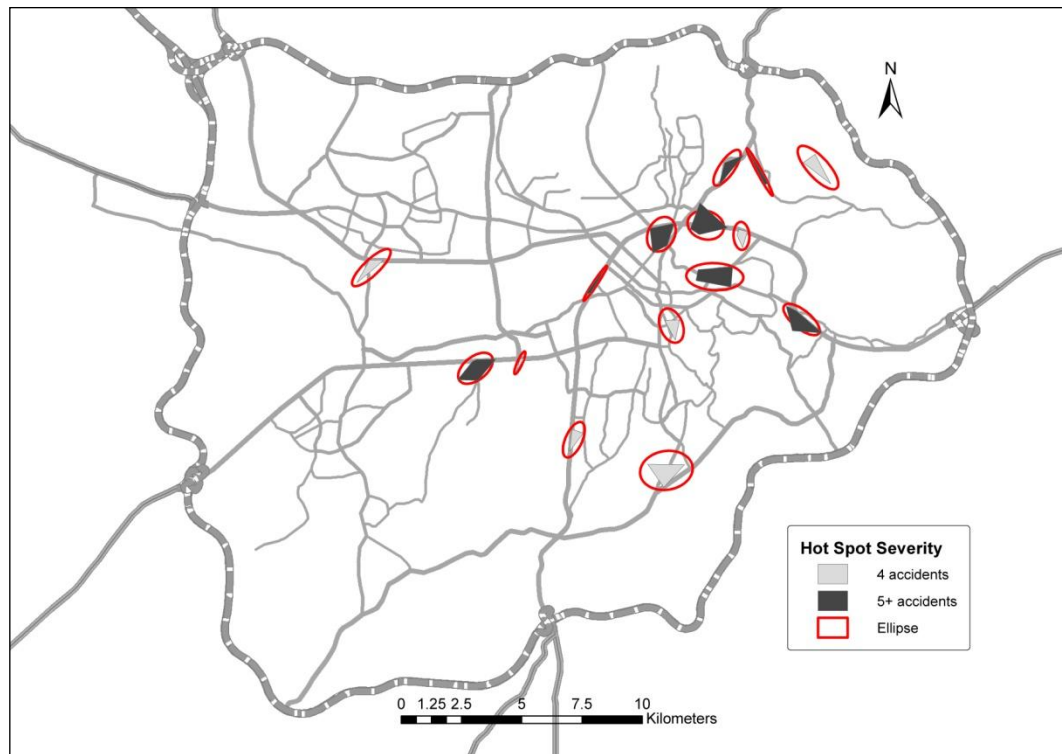 N
Hot Spot Severity
4 accidents
5+ accidents
Ellipse
0 1.25 2.5 5 7.5 10
Kilometers